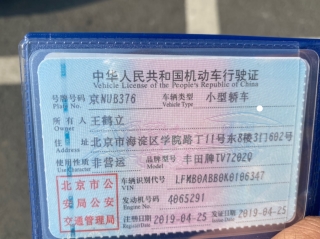 中华人民共和国机动车行驶证
Vehicle License of the People's Republic of China
号牌号码 京NUB376 车辆类型 小型轿车
Plate No. Vehicle Type
所有人 王鹤立
Owner
住址 北京市海淀区学院路丁11号东8楼3门602号
Address
使用性质 非营运 品牌型号 丰田牌TV7202G
Use Character Model
北京市公安局公安交通管理局
车辆识别代号 LFMBOABB0K0106347
VIN
发动机号码 4065291
Engine No.
注册日期 2019-04-25 发证日期 2019-04-25
Register Date Issue Date